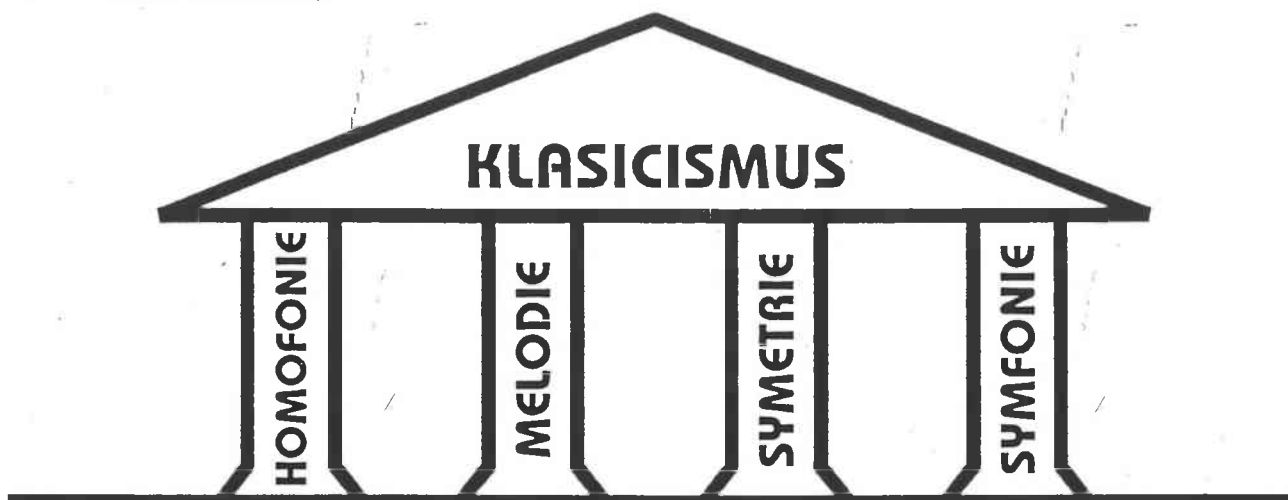 KLASICISMUS
HOMOFONIE
MELODIE
SYMETRIE
SYMFONIE